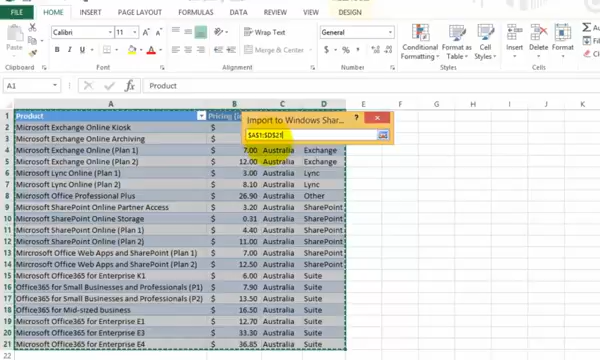 FILE HOME INSERT PAGE LAYOUT FORMULAS DATA REVIEW VIEW DESIGN
Calibri 11 Wrap Text General
Paste B I U Merge & Center $ % Conditional Formatting Format as Table Cell Styles Insert Delete Format
Clipboard Font Alignment Number Styles Cells
A1 fx Product
A B C D E F G H I J K
1 Product Pricing
Import to Windows Shar... ? ×
$A$1:$D$21
2 Microsoft Exchange Online Kiosk $
3 Microsoft Exchange Online Archiving $
4 Microsoft Exchange Online (Plan 1) $ 7.00 Australia Exchange
5 Microsoft Exchange Online (Plan 2) $ 12.00 Australia Exchange
6 Microsoft Lync Online (Plan 1) $ 1.60 Australia Lync
7 Microsoft Lync Online (Plan 2) $ 8.10 Australia Lync
8 Microsoft Office Professional Plus $ 26.90 Australia Other
9 Microsoft SharePoint Online Partner Access $ 3.20 Australia SharePoint
10 Microsoft SharePoint Online Storage $ 0.31 Australia SharePoint
11 Microsoft SharePoint Online (Plan 1) $ 4.40 Australia SharePoint
12 Microsoft SharePoint Online (Plan 2) $ 11.00 Australia SharePoint
13 Microsoft Office Web Apps and SharePoint (Plan 1) $ 7.00 Australia SharePoint
14 Microsoft Office Web Apps and SharePoint (Plan 2) $ 12.50 Australia SharePoint
15 Microsoft Office365 for Enterprise K1 $ 6.00 Australia Suite
16 Office365 for Small Businesses and Professionals (P1) $ 7.90 Australia Suite
17 Office365 for Small Businesses and Professionals (P2) $ 13.50 Australia Suite
18 Office365 for Mid-sized business $ 16.50 Australia Suite
19 Microsoft Office365 for Enterprise E1 $ 12.70 Australia Suite
20 Microsoft Office365 for Enterprise E3 $ 33.30 Australia Suite
21 Microsoft Office365 for Enterprise E4 $ 36.85 Australia Suite
22